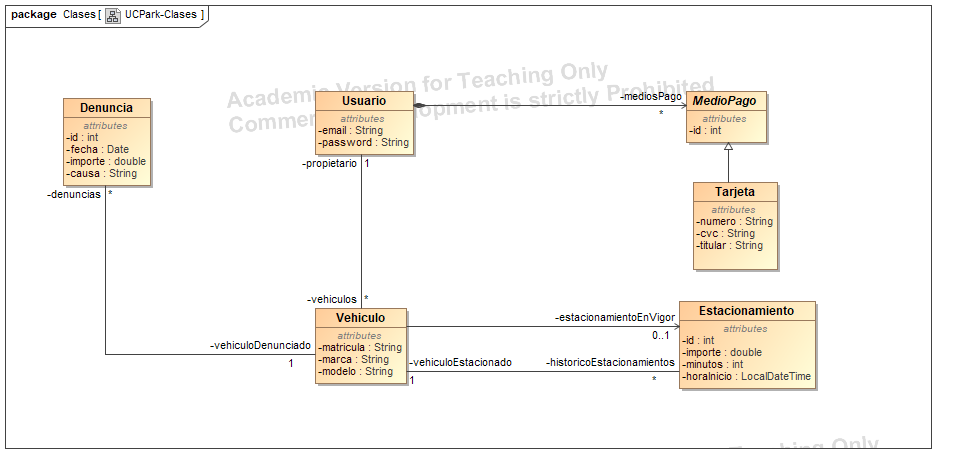 package Clases [ UCPark-Clases ]
Academic Version for Teaching Only
Commercial Development is strictly Prohibited
Denuncia
attributes
-id : int
-fecha : Date
-importe : double
-causa : String
-denuncias *
Usuario
attributes
-email : String
-password : String
-propietario 1
-mediosPago
*
MedioPago
attributes
-id : int
Tarjeta
attributes
-numero : String
-cvc : String
-titular : String
-vehiculos *
Vehiculo
attributes
-matricula : String
-marca : String
-modelo : String
-vehiculoDenunciado
1
-estacionamientoEnVigor
0..1
-vehiculoEstacionado
1
-historicoEstacionamientos
*
Estacionamiento
attributes
-id : int
-importe : double
-minutos : int
-horaInicio : LocalDateTime
Teaching Only